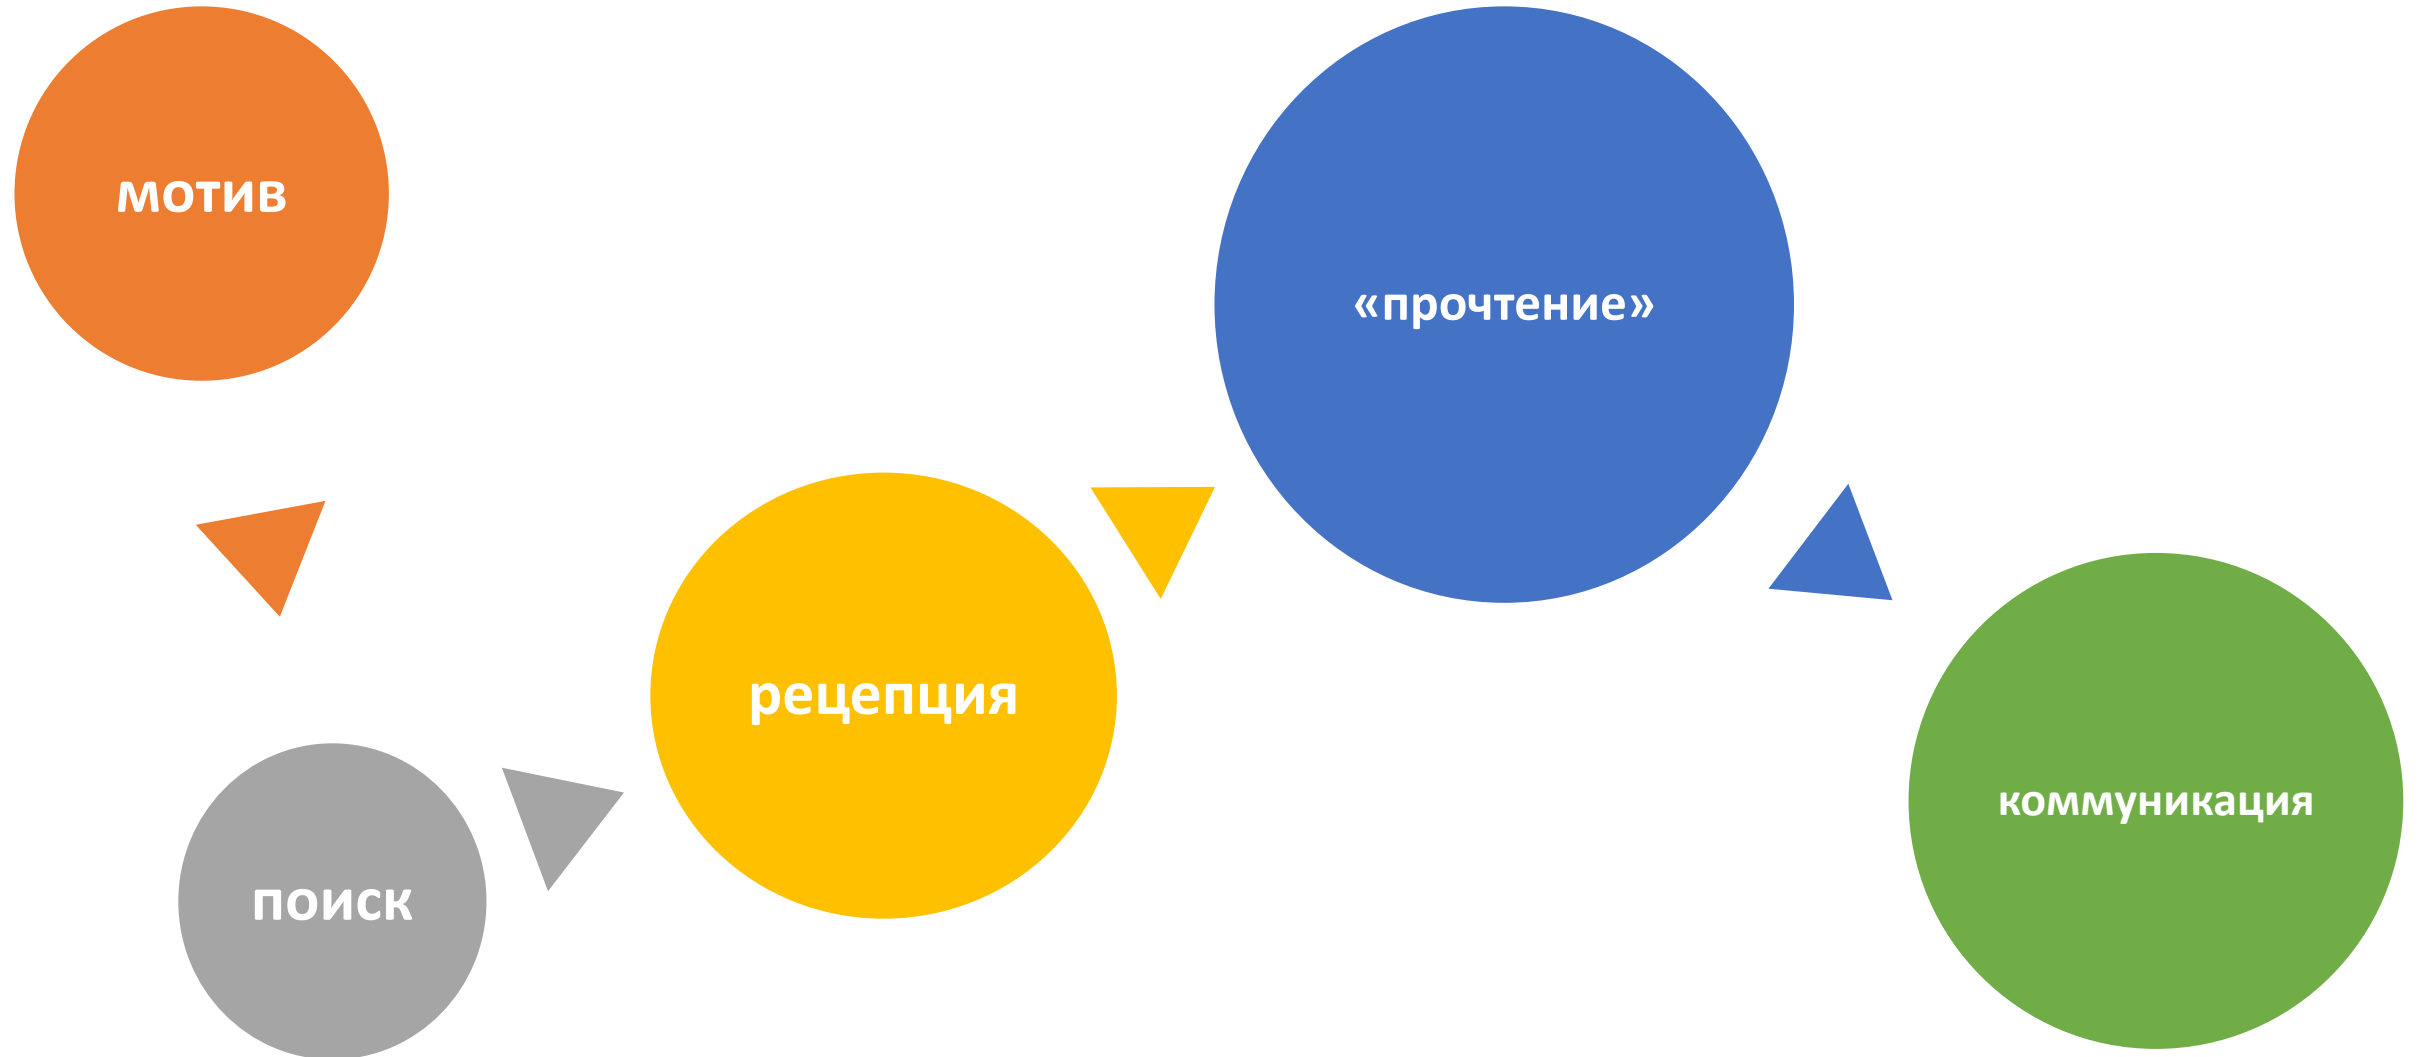 мотив
поиск
рецепция
«прочтение»
коммуникация